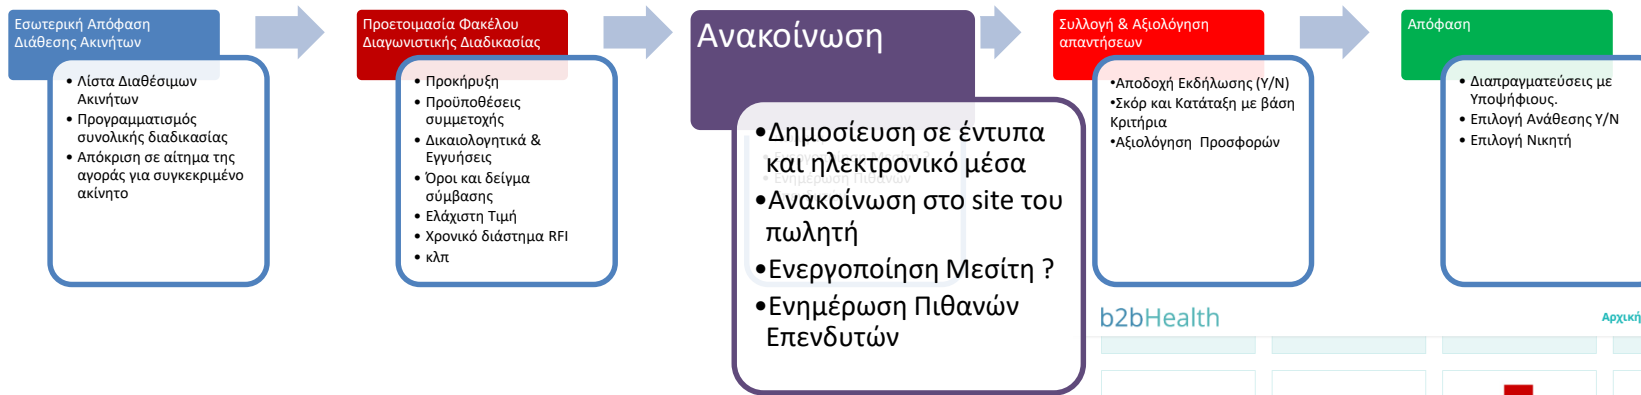 Εσωτερική Απόφαση
Διάθεσης Ακινήτων
• Λίστα Διαθέσιμων
Ακινήτων
• Προγραμματισμός
συνολικής διαδικασίας
• Απόκριση σε αίτημα της
αγοράς για συγκεκριμένο
ακίνητο
Προετοιμασία Φακέλου
Διαγωνιστικής Διαδικασίας
• Προκήρυξη
• Προϋποθέσεις
συμμετοχής
• Δικαιολογητικά &
Εγγυήσεις
• Όροι και δείγμα
σύμβασης
• Ελάχιστη Τιμή
• Χρονικό διάστημα RFI
• κλπ
Ανακοίνωση
•Δημοσίευση σε έντυπα
και ηλεκτρονικό μέσα
•Ανακοίνωση στο site του
πωλητή
•Ενεργοποίηση Μεσίτη ?
•Ενημέρωση Πιθανών
Επενδυτών
Συλλογή & Αξιολόγηση
απαντήσεων
•Αποδοχή Εκδήλωσης (Y/N)
•Σκόρ και Κατάταξη με βάση
Κριτήρια
•Αξιολόγηση Προσφορών
Απόφαση
• Διαπραγματεύσεις με
Υποψήφιους.
• Επιλογή Ανάθεσης Y/N
• Επιλογή Νικητή
b2bHealth
Αρχική